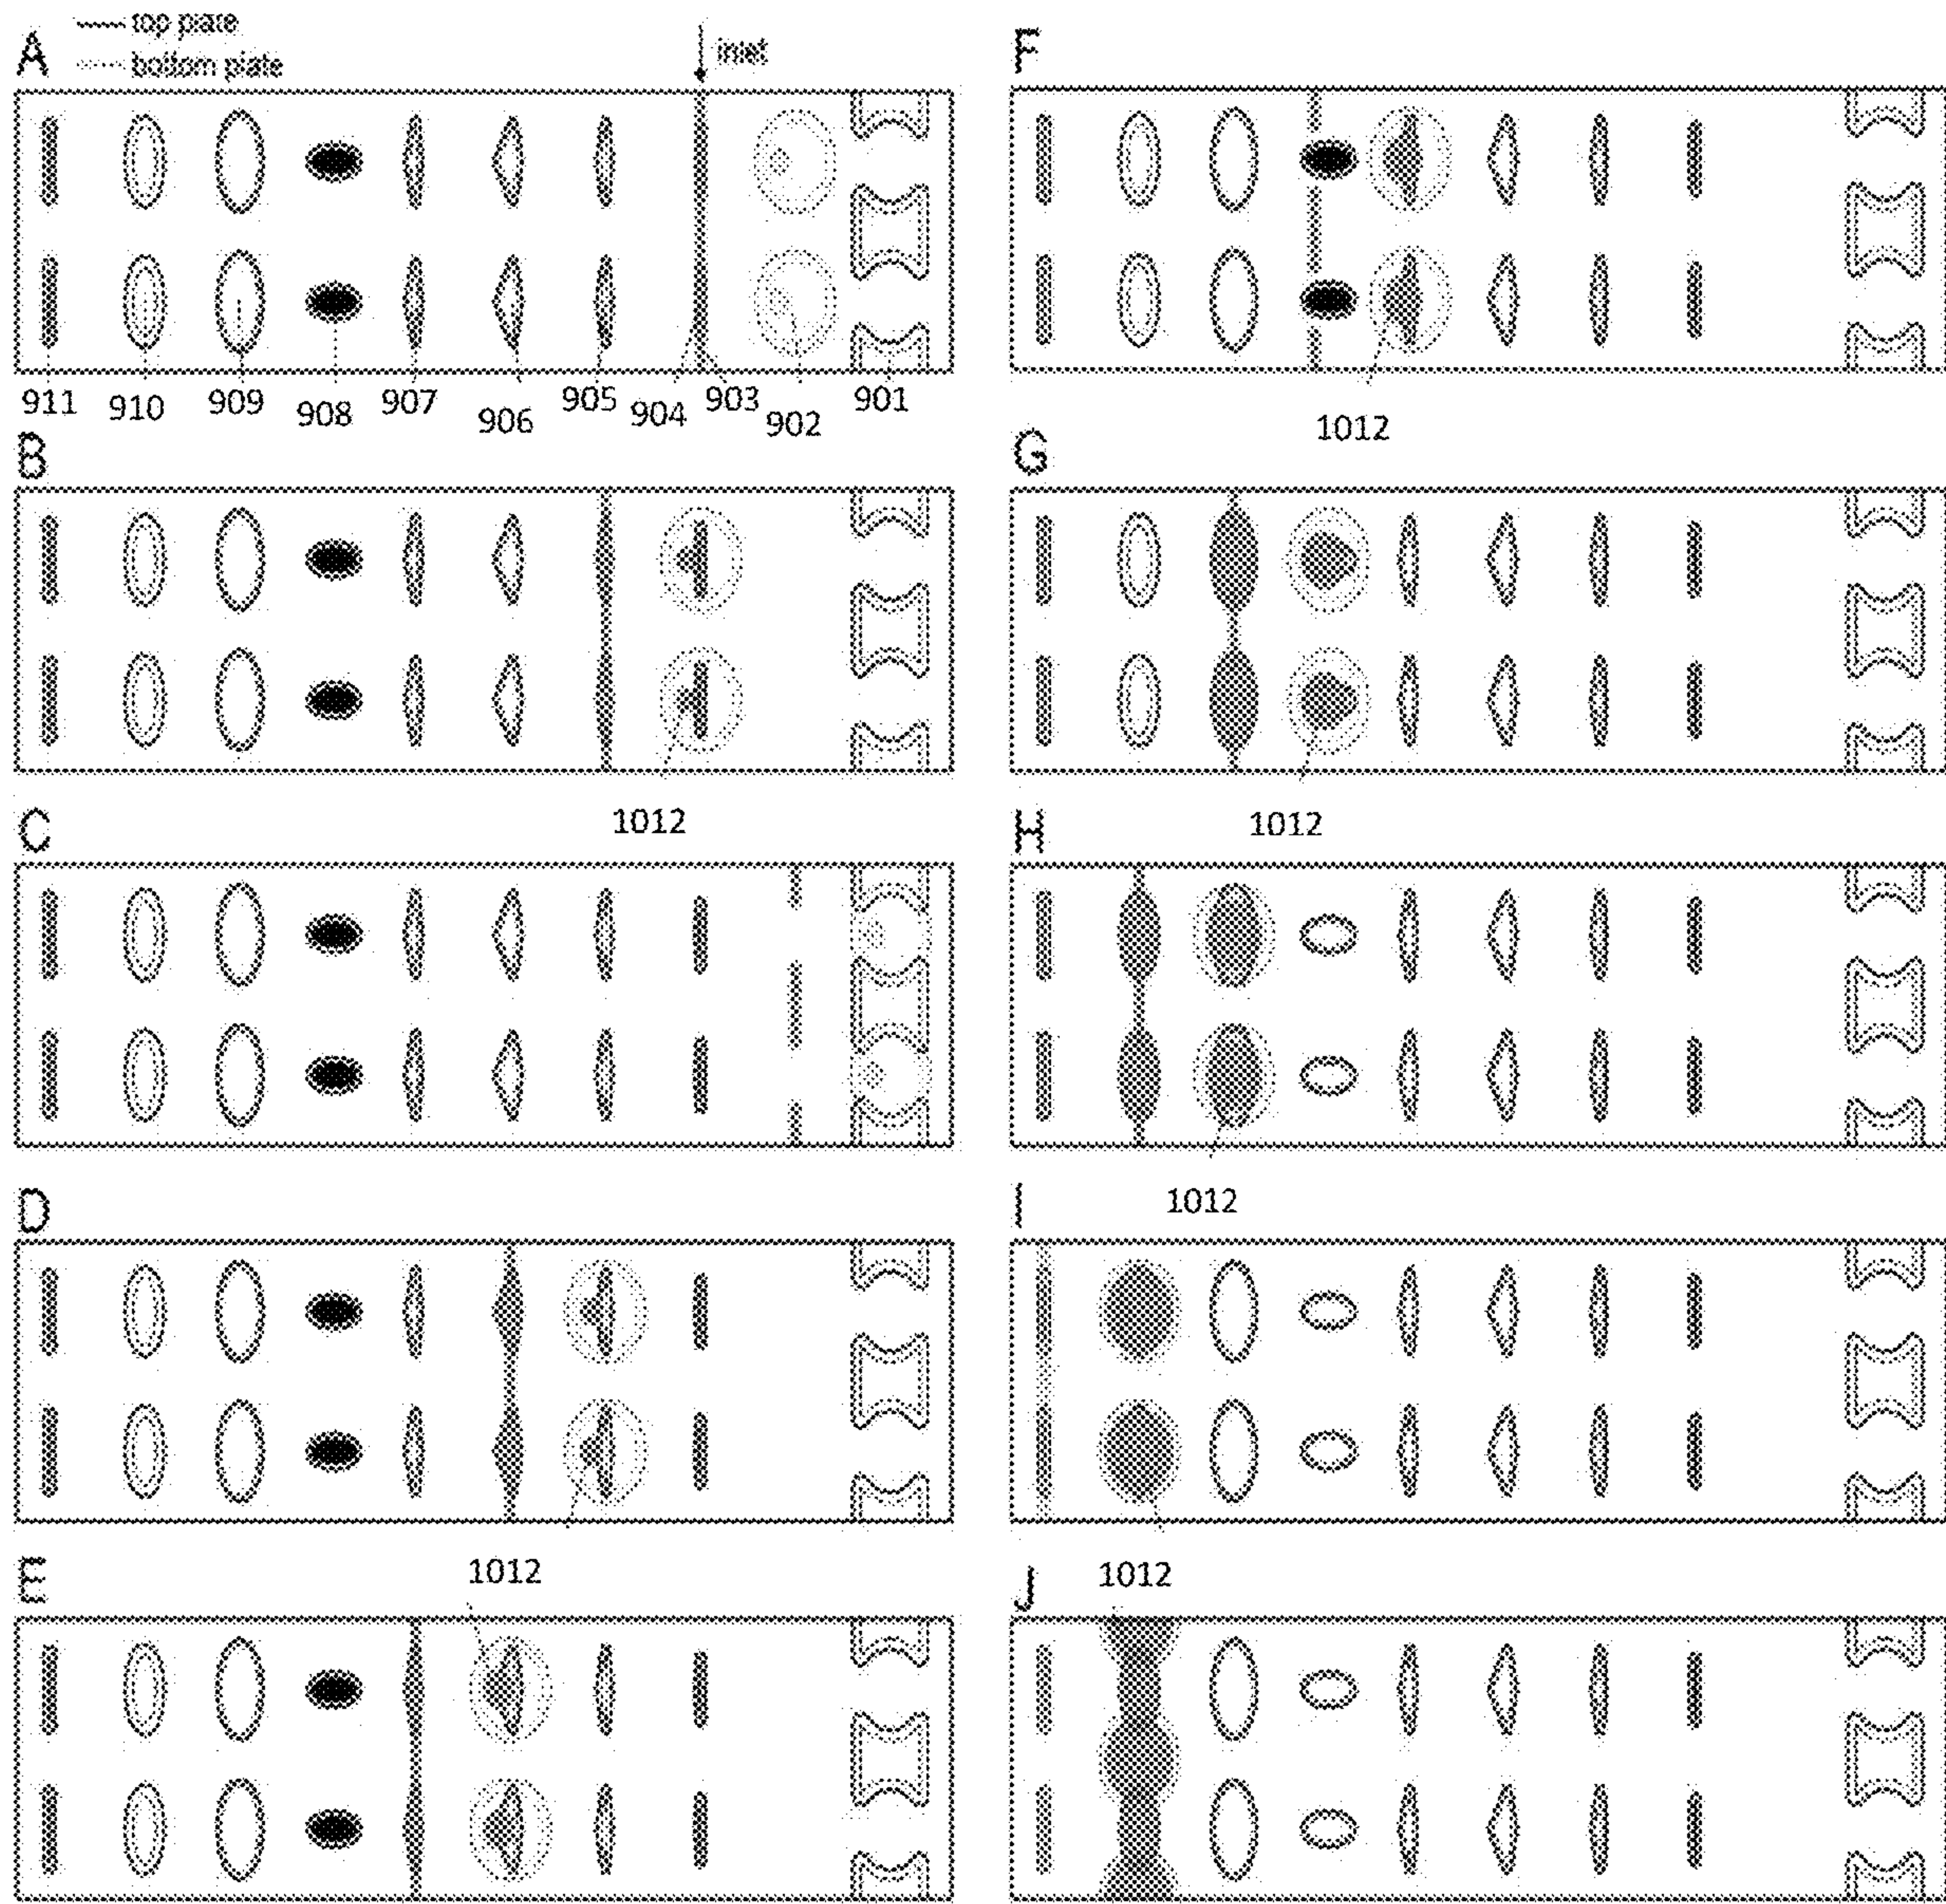 A
top plate
bottom plate
inlet
911 910 909 908 907 906 905 904 903 902 901
B
1012
C
D
E
1012
F
1012
G
1012
H
1012
I
J
1012